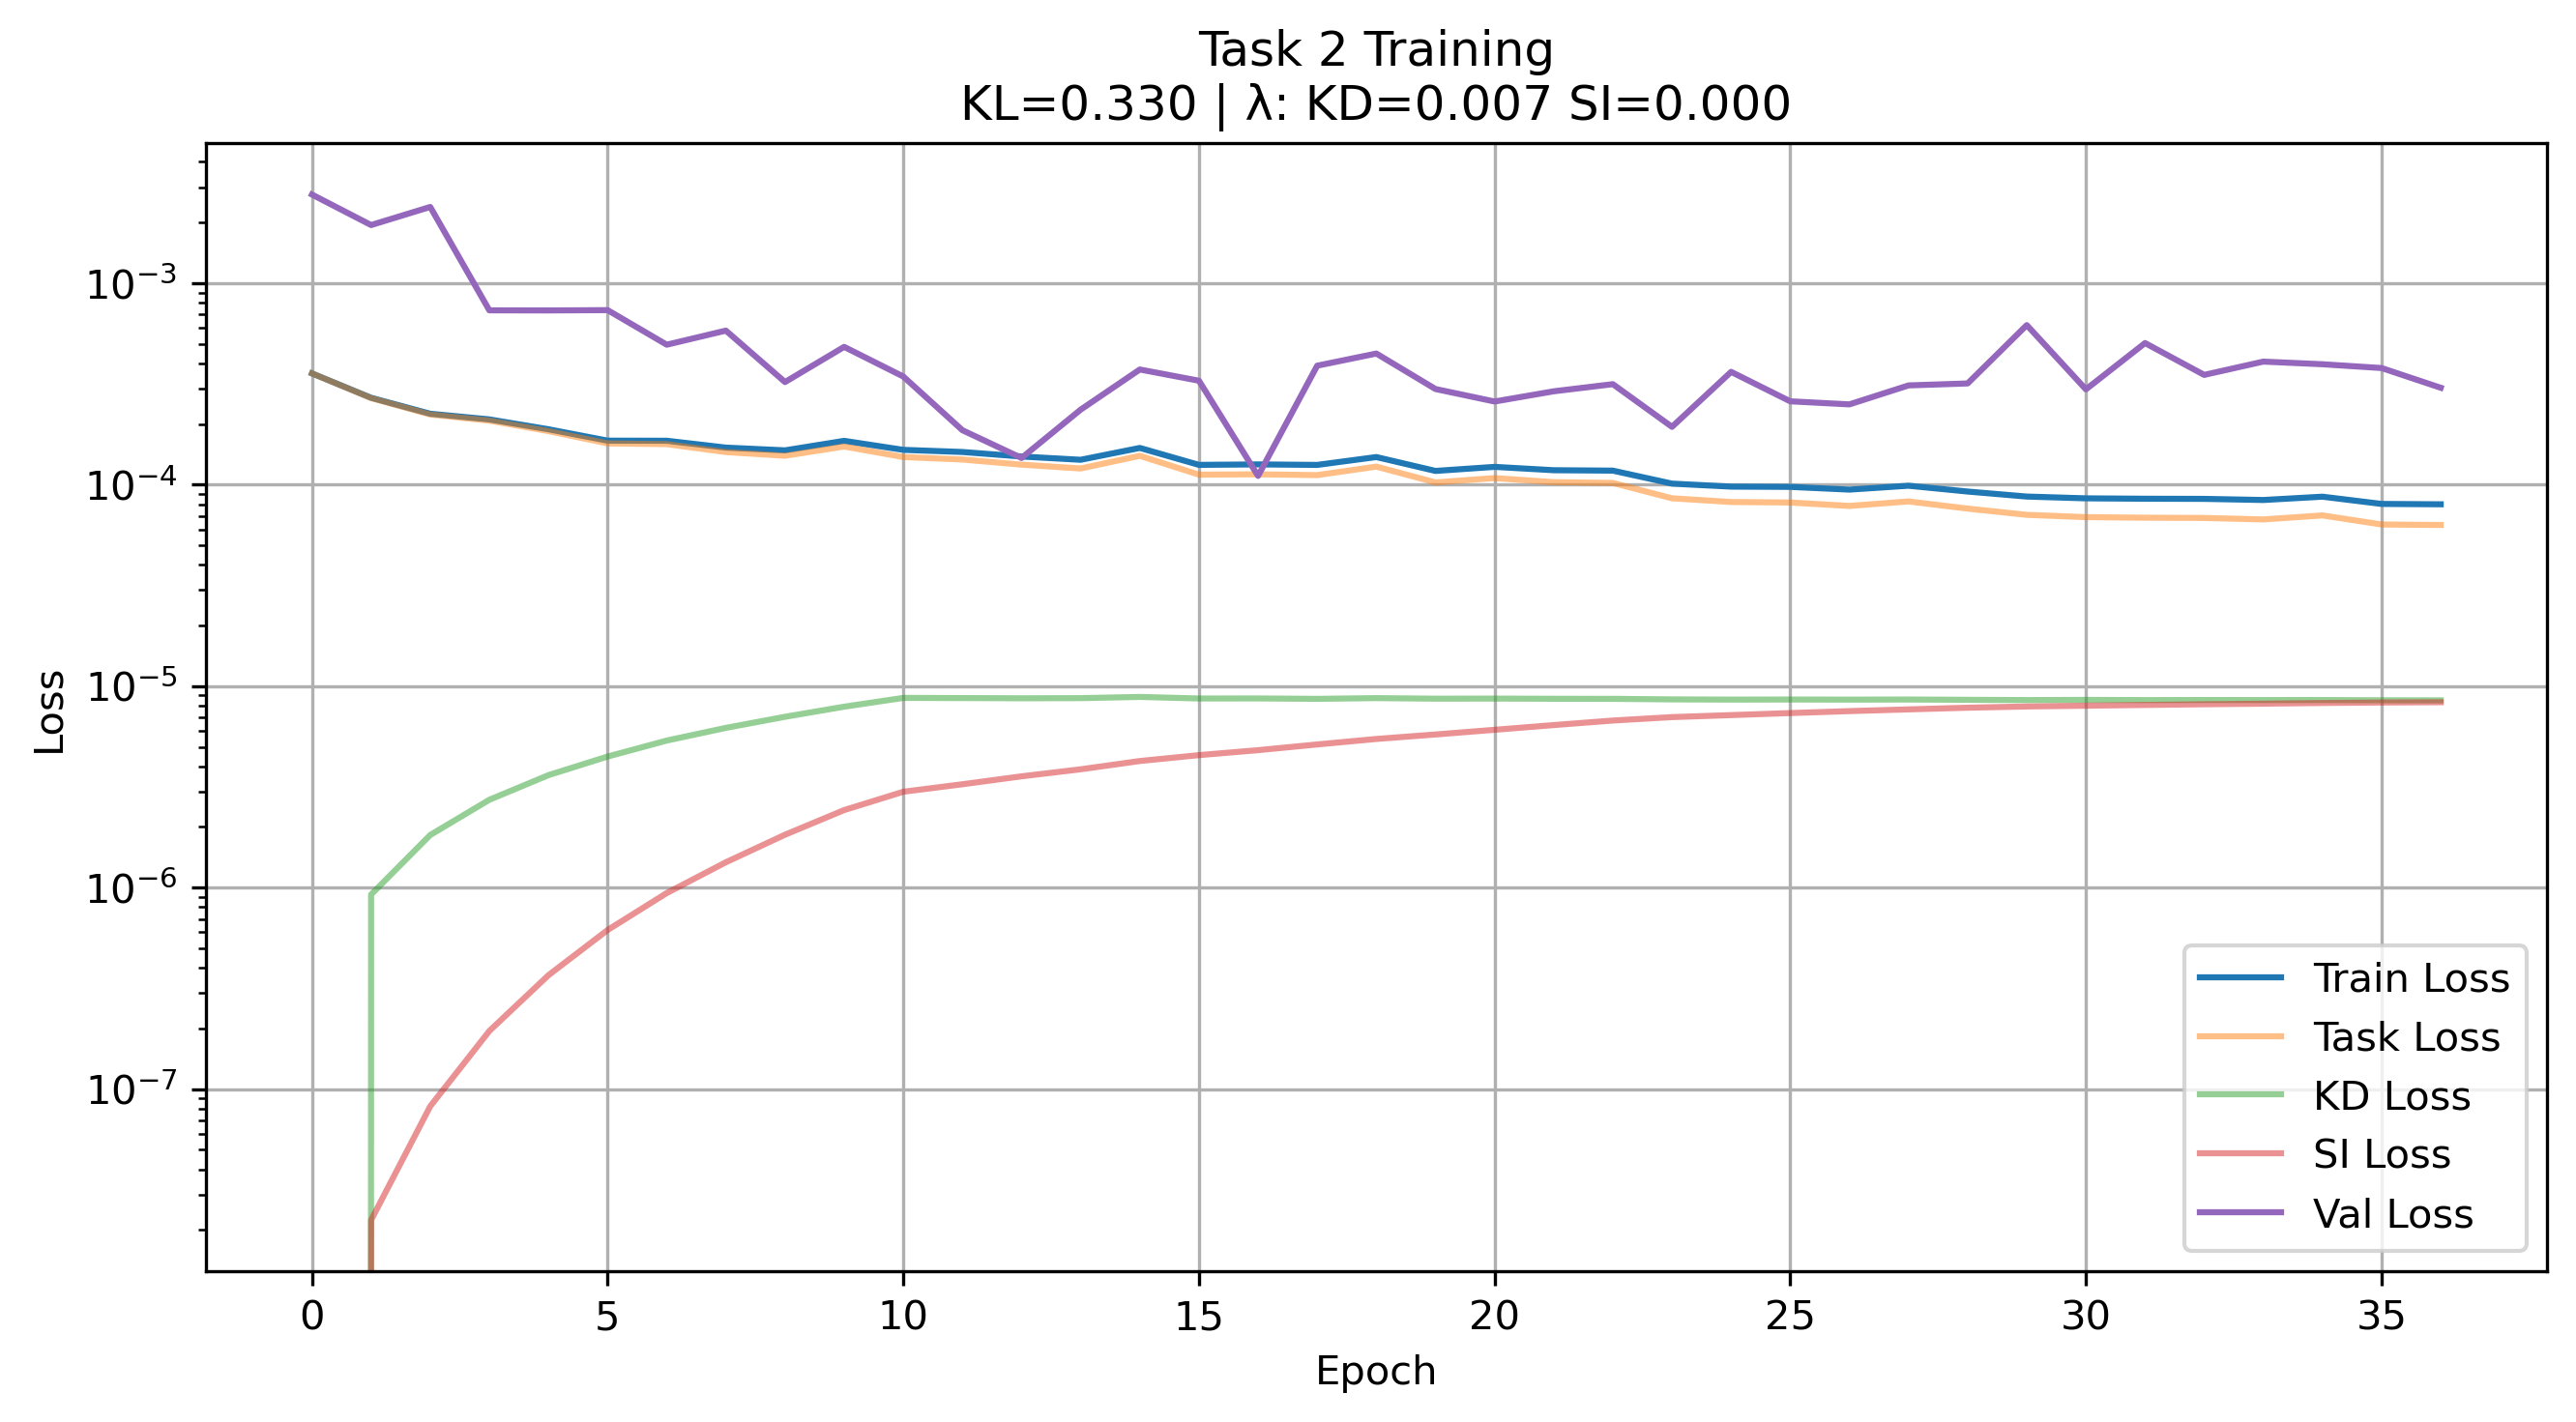 Task 2 Training
KL=0.330 | λ: KD=0.007 SI=0.000
Loss
10⁻³
10⁻⁴
10⁻⁵
10⁻⁶
10⁻⁷
Train Loss
Task Loss
KD Loss
SI Loss
Val Loss
0 5 10 15 20 25 30 35
Epoch